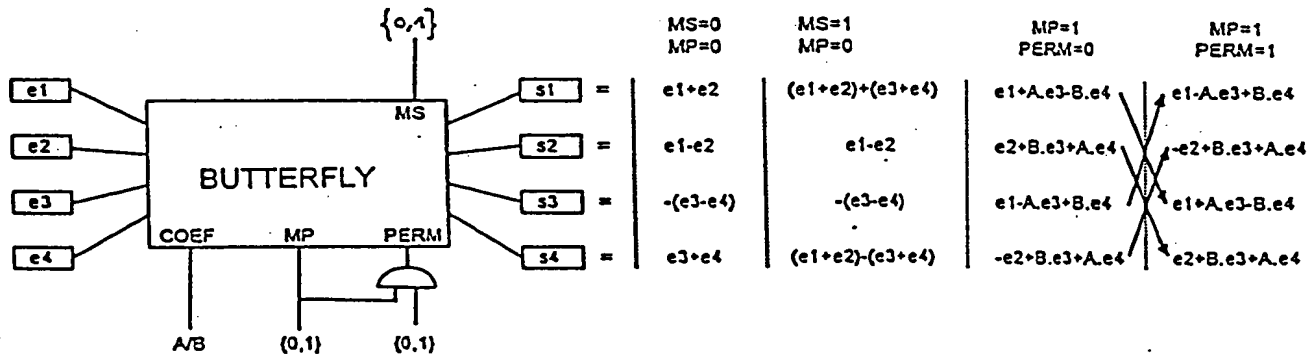 {0,1}
MS=0 MS=1 MP=1 MP=1
MP=0 MP=0 PERM=0 PERM=1
e1 s1 = e1+e2 (e1+e2)+(e3+e4) e1+A.e3-B.e4 e1-A.e3+B.e4
MS
e2 s2 = e1-e2 e1-e2 e2+B.e3+A.e4 -e2+B.e3+A.e4
BUTTERFLY
e3 s3 = -(e3-e4) -(e3-e4) e1-A.e3+B.e4 e1+A.e3-B.e4
COEF MP PERM
e4 s4 = e3+e4 (e1+e2)-(e3+e4) -e2+B.e3+A.e4 e2+B.e3+A.e4
A/B {0,1} {0,1}